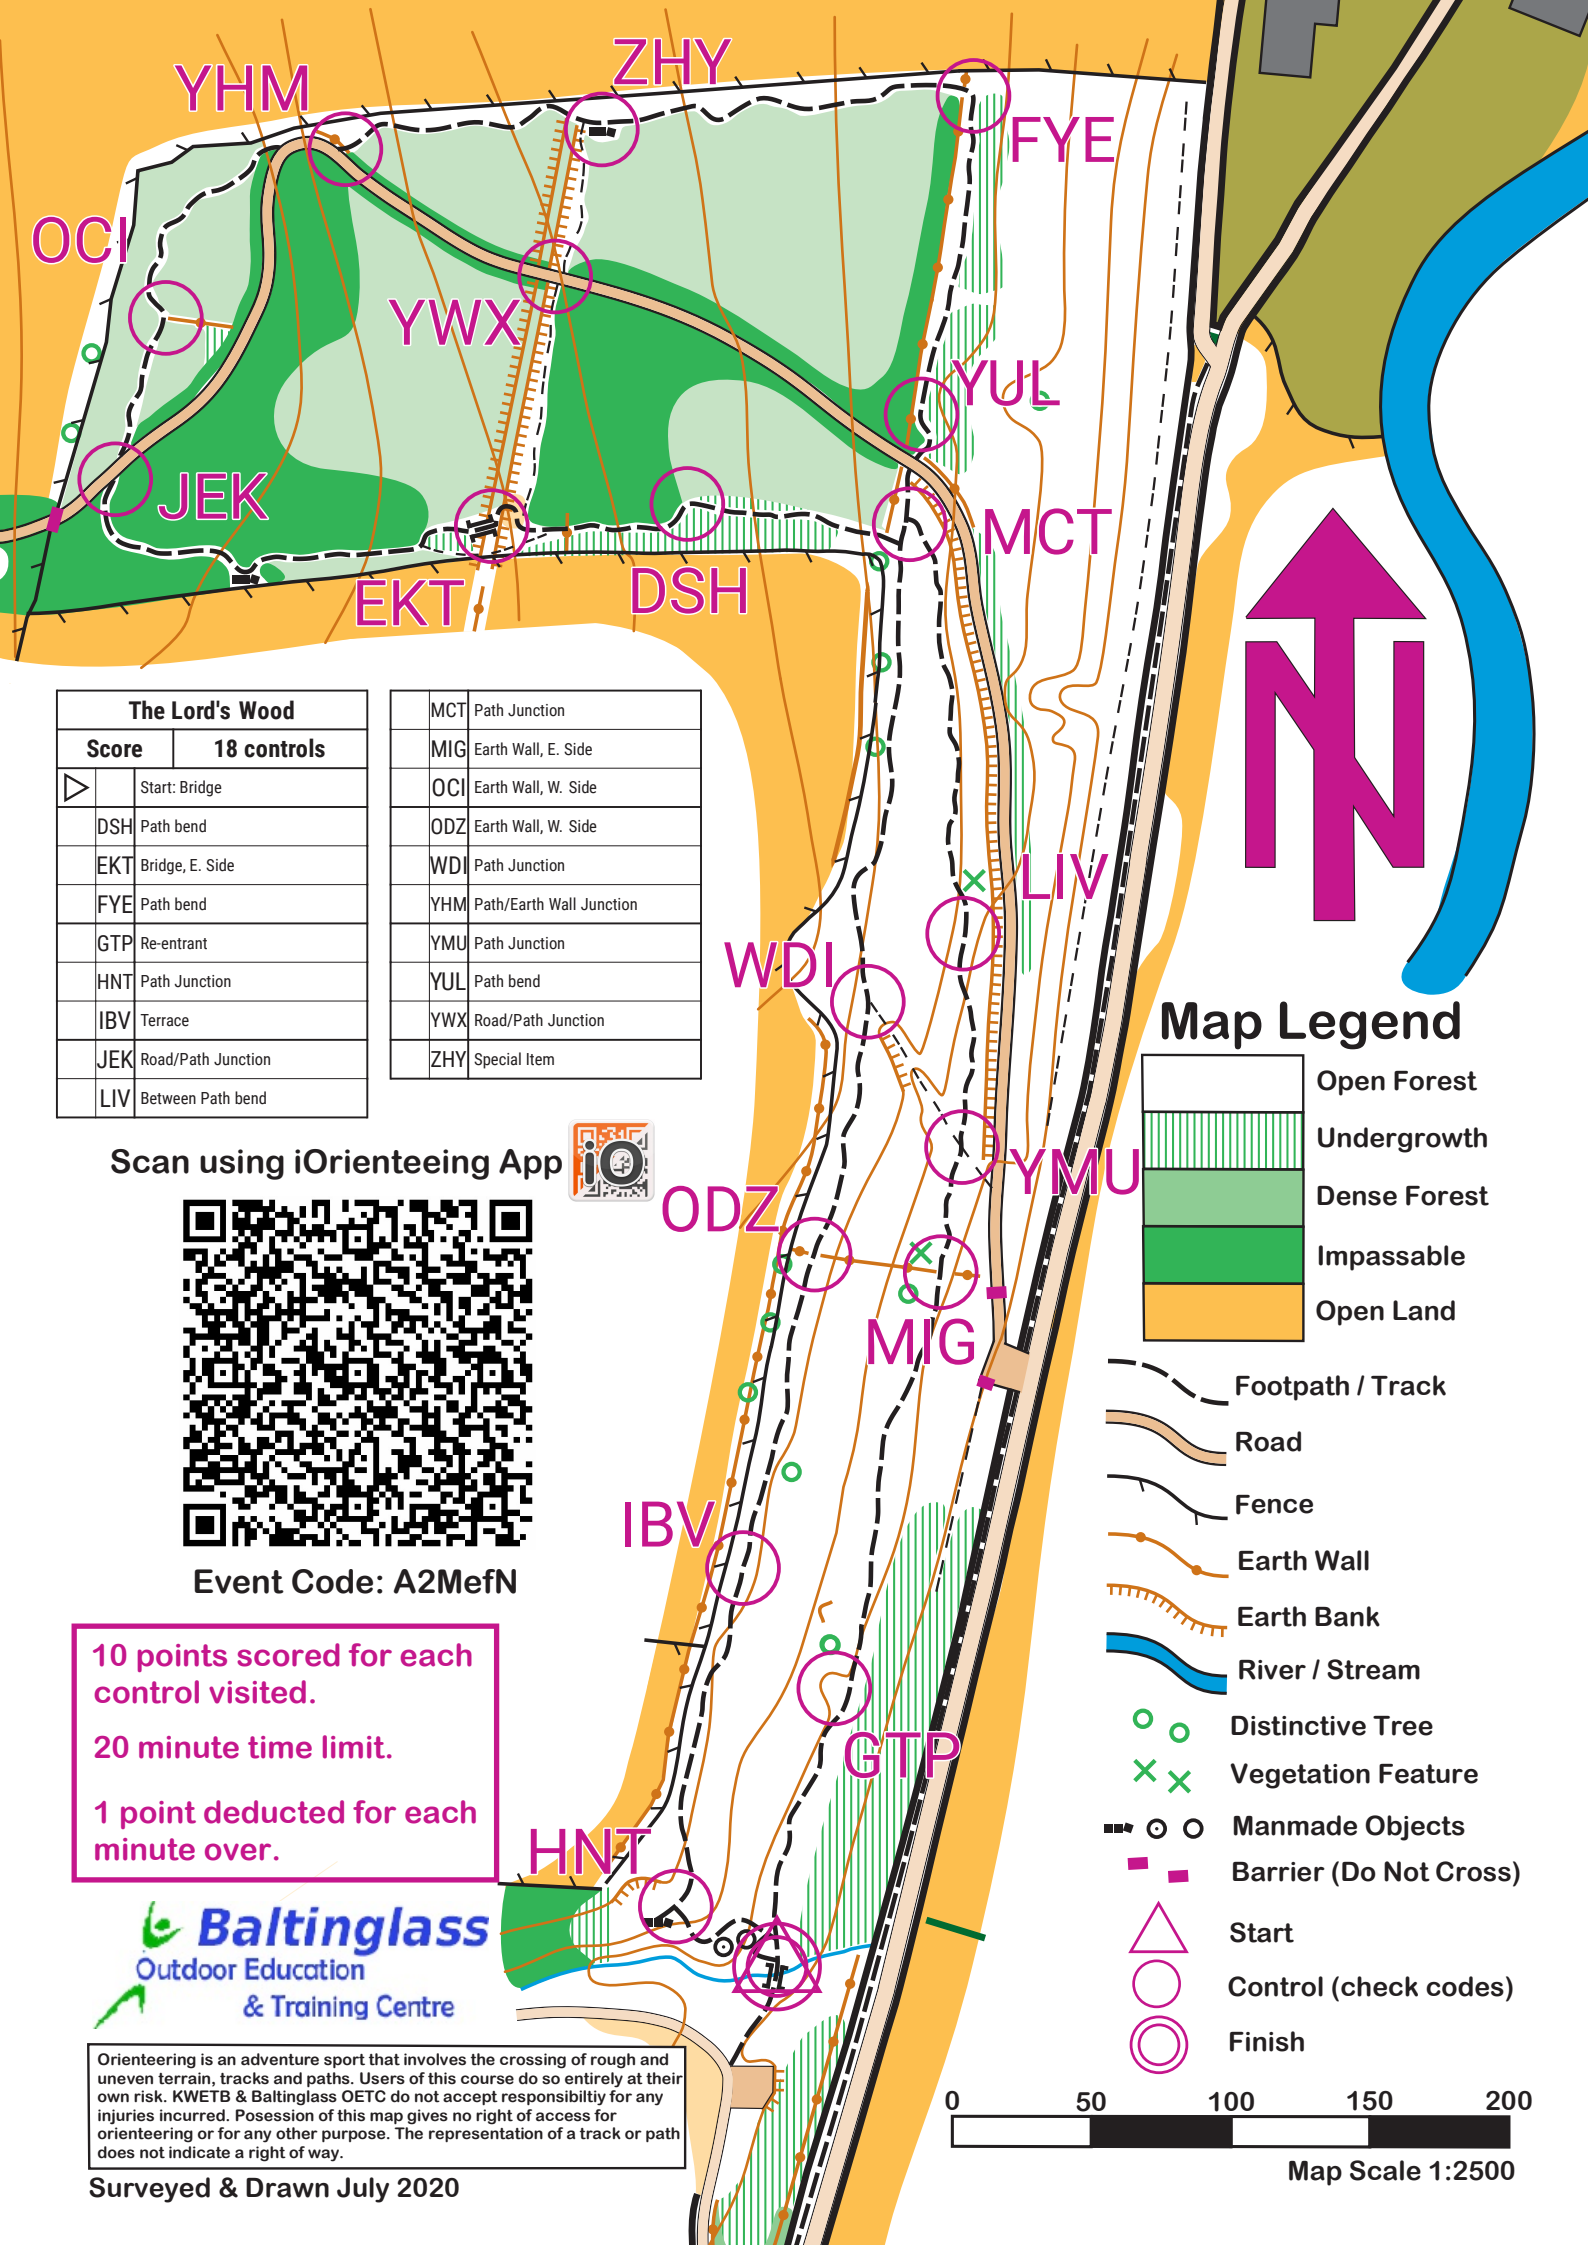 ZHY
YHM
FYE
OCI
YWX
YUL
JEK
MCT
EKT
DSH
The Lord's Wood
Score 18 controls
Start: Bridge
DSH Path bend
EKT Bridge, E. Side
FYE Path bend
GTP Re-entrant
HNT Path Junction
IBV Terrace
JEK Road/Path Junction
LIV Between Path bend
MCT Path Junction
MIG Earth Wall, E. Side
OCI Earth Wall, W. Side
ODZ Earth Wall, W. Side
WDI Path Junction
YHM Path/Earth Wall Junction
YMU Path Junction
YUL Path bend
YWX Road/Path Junction
ZHY Special Item
N
LIV
WDI
YMU
ODZ
MIG
IBV
GTP
HNT
Scan using iOrienteeing App
iO
Event Code: A2MefN
10 points scored for each
control visited.
20 minute time limit.
1 point deducted for each
minute over.
Baltinglass
Outdoor Education
& Training Centre
Orienteering is an adventure sport that involves the crossing of rough and
uneven terrain, tracks and paths. Users of this course do so entirely at their
own risk. KWETB & Baltinglass OETC do not accept responsibiltiy for any
injuries incurred. Posession of this map gives no right of access for
orienteering or for any other purpose. The representation of a track or path
does not indicate a right of way.
Surveyed & Drawn July 2020
Map Legend
Open Forest
Undergrowth
Dense Forest
Impassable
Open Land
Footpath / Track
Road
Fence
Earth Wall
Earth Bank
River / Stream
Distinctive Tree
Vegetation Feature
Manmade Objects
Barrier (Do Not Cross)
Start
Control (check codes)
Finish
0 50 100 150 200
Map Scale 1:2500